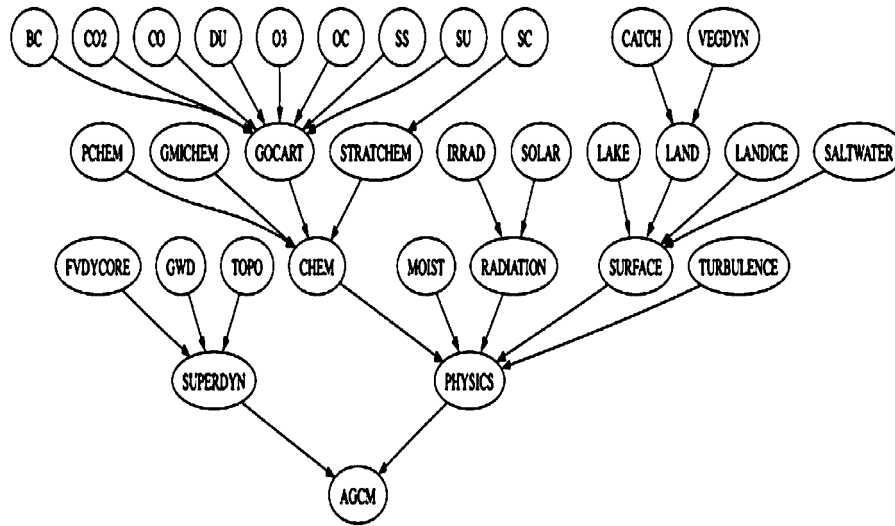 BC CO2 CO DU O3 OC SS SU SC CATCH VEGDYN
PCHEM GMICHEM GOCART STRATCHEM IRRAD SOLAR LAKE LAND LANDICE SALTWATER
FVDYCORE GWD TOPO CHEM MOIST RADIATION SURFACE TURBULENCE
SUPERDYN PHYSICS
AGCM